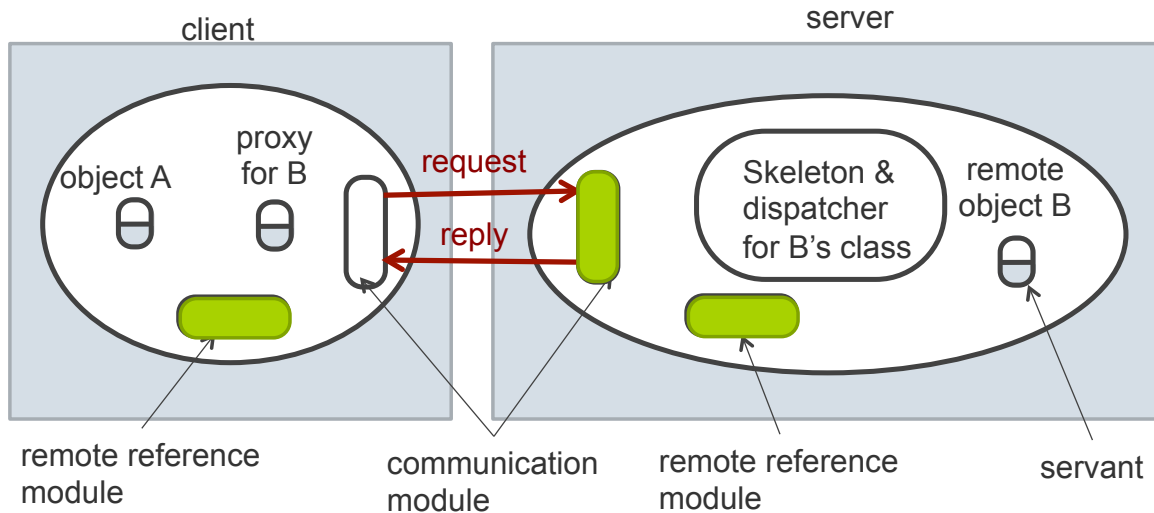 client
server
object A
proxy
for B
request
reply
Skeleton &
dispatcher
for B’s class
remote
object B
remote reference
module
communication
module
remote reference
module
servant